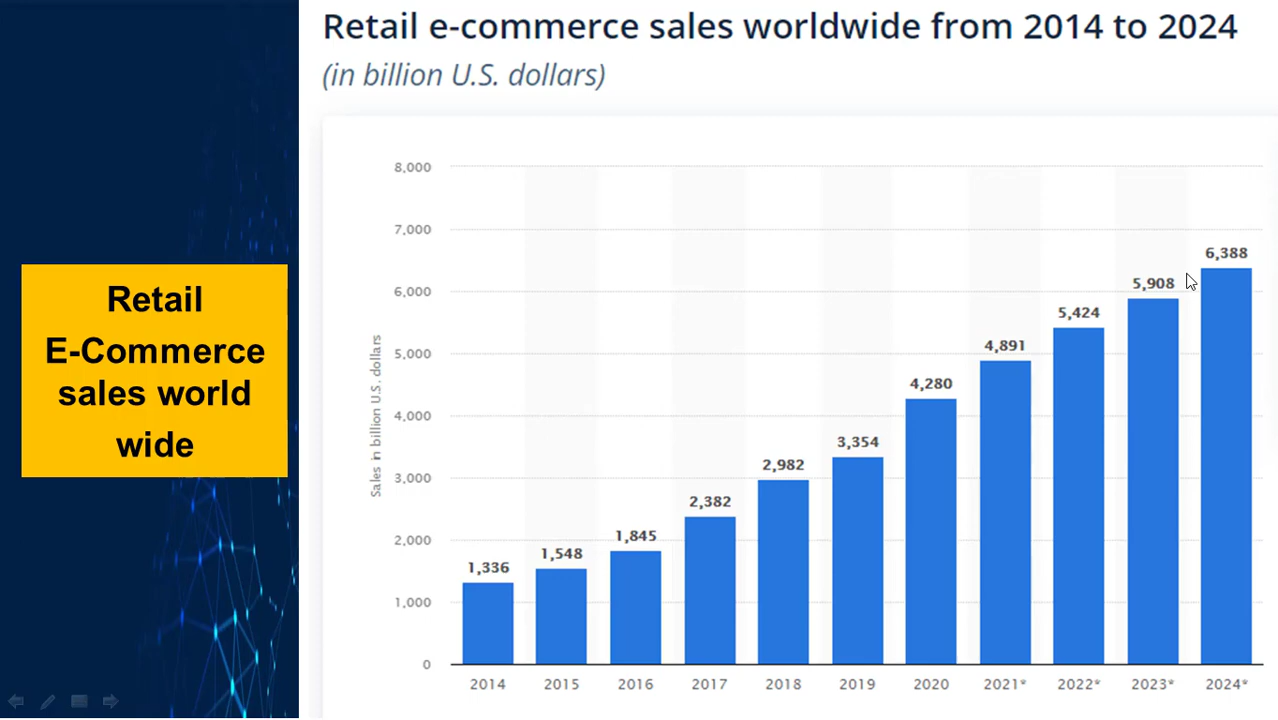 Retail e-commerce sales worldwide from 2014 to 2024
(in billion U.S. dollars)
Retail
E-Commerce
sales world
wide
Sales in billion U.S. dollars
8,000
7,000
6,000
5,000
4,000
3,000
2,000
1,000
0
1,336
1,548
1,845
2,382
2,982
3,354
4,280
4,891
5,424
5,908
6,388
2014 2015 2016 2017 2018 2019 2020 2021* 2022* 2023* 2024*